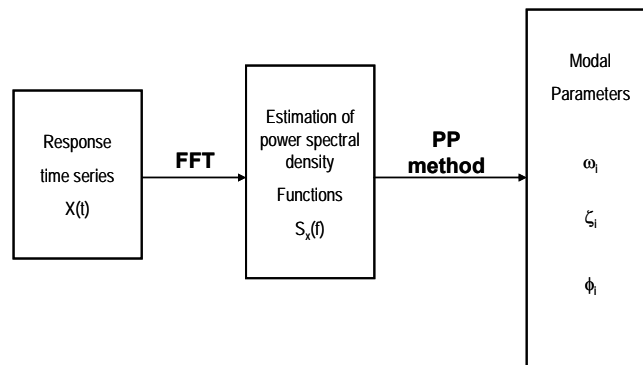 Response
time series
X(t)
FFT
Estimation of
power spectral
density
Functions
Sₓ(f)
PP
method
Modal
Parameters
ωᵢ
ζᵢ
ϕᵢ